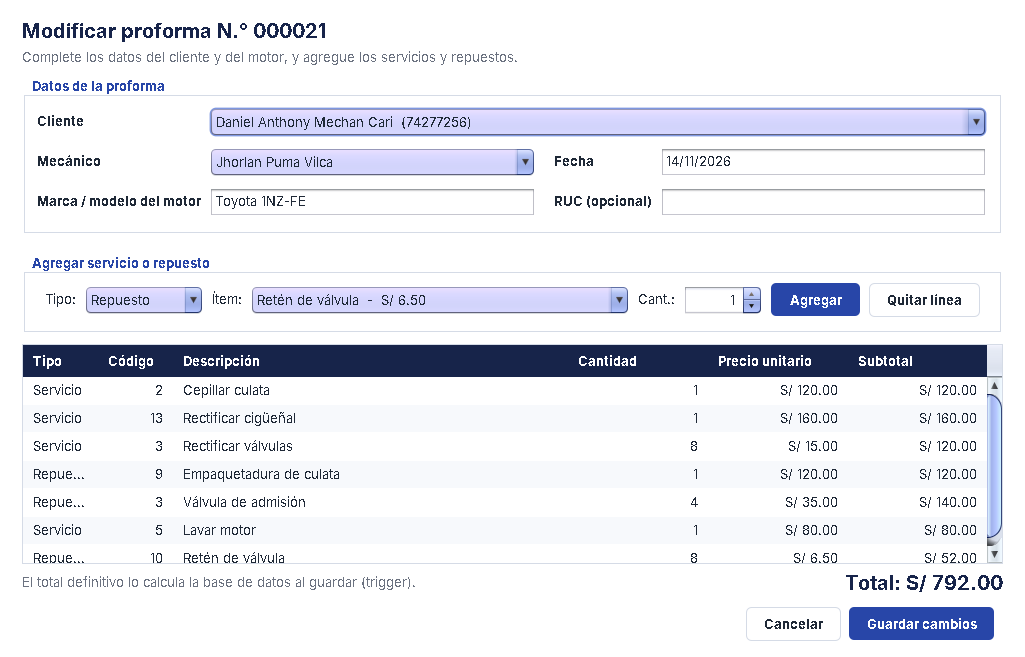 Modificar proforma N.° 000021
Complete los datos del cliente y del motor, y agregue los servicios y repuestos.
Datos de la proforma
Cliente Daniel Anthony Mechan Cari (74277256)
Mecánico Jhorlan Puma Vilca Fecha 14/11/2026
Marca / modelo del motor Toyota 1NZ-FE RUC (opcional)
Agregar servicio o repuesto
Tipo: Repuesto Ítem: Retén de válvula - S/ 6.50 Cant.: 1 Agregar Quitar línea
Tipo Código Descripción Cantidad Precio unitario Subtotal
Servicio 2 Cepillar culata 1 S/ 120.00 S/ 120.00
Servicio 13 Rectificar cigüeñal 1 S/ 160.00 S/ 160.00
Servicio 3 Rectificar válvulas 8 S/ 15.00 S/ 120.00
Repue... 9 Empaquetadura de culata 1 S/ 120.00 S/ 120.00
Repue... 3 Válvula de admisión 4 S/ 35.00 S/ 140.00
Servicio 5 Lavar motor 1 S/ 80.00 S/ 80.00
Repue... 10 Retén de válvula 8 S/ 6.50 S/ 52.00
El total definitivo lo calcula la base de datos al guardar (trigger). Total: S/ 792.00
Cancelar Guardar cambios